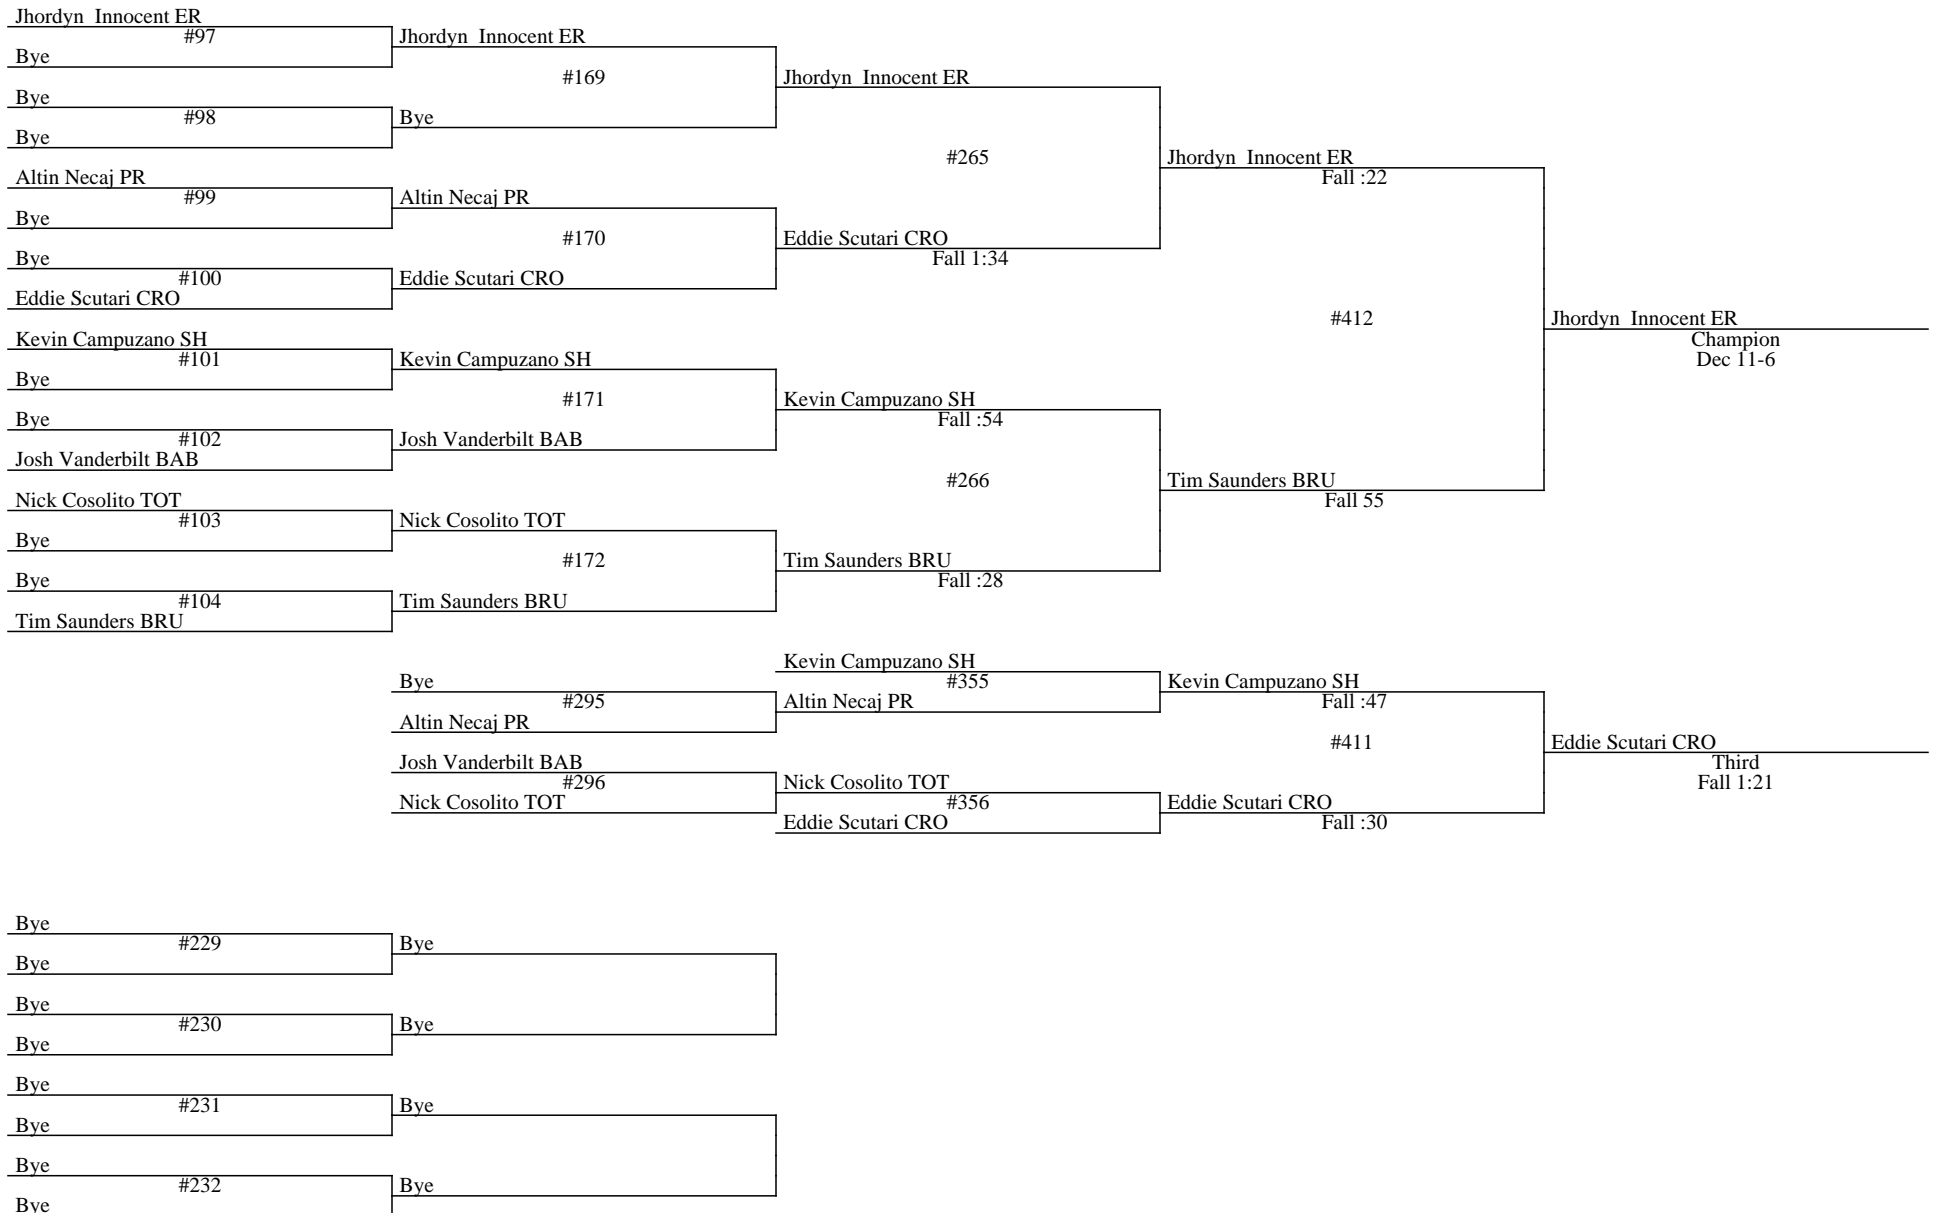 Jhordyn  Innocent ER
#97
Jhordyn  Innocent ER
Bye
#169
Jhordyn  Innocent ER
Bye
#98
Bye
Bye
#265
Jhordyn  Innocent ER
Fall :22
Altin Necaj PR
#99
Altin Necaj PR
Bye
#170
Eddie Scutari CRO
Fall 1:34
Bye
#100
Eddie Scutari CRO
Eddie Scutari CRO
#412
Jhordyn  Innocent ER
Champion
Dec 11-6
Kevin Campuzano SH
#101
Kevin Campuzano SH
Bye
#171
Kevin Campuzano SH
Fall :54
Bye
#102
Josh Vanderbilt BAB
Josh Vanderbilt BAB
#266
Tim Saunders BRU
Fall 55
Nick Cosolito TOT
#103
Nick Cosolito TOT
Bye
#172
Tim Saunders BRU
Fall :28
Bye
#104
Tim Saunders BRU
Tim Saunders BRU
Kevin Campuzano SH
Bye
#355
Kevin Campuzano SH
#295
Altin Necaj PR
Fall :47
Altin Necaj PR
#411
Eddie Scutari CRO
Third
Fall 1:21
Josh Vanderbilt BAB
#296
Nick Cosolito TOT
Nick Cosolito TOT
#356
Eddie Scutari CRO
Eddie Scutari CRO
Fall :30
Bye
#229
Bye
Bye
Bye
#230
Bye
Bye
Bye
#231
Bye
Bye
Bye
#232
Bye
Bye